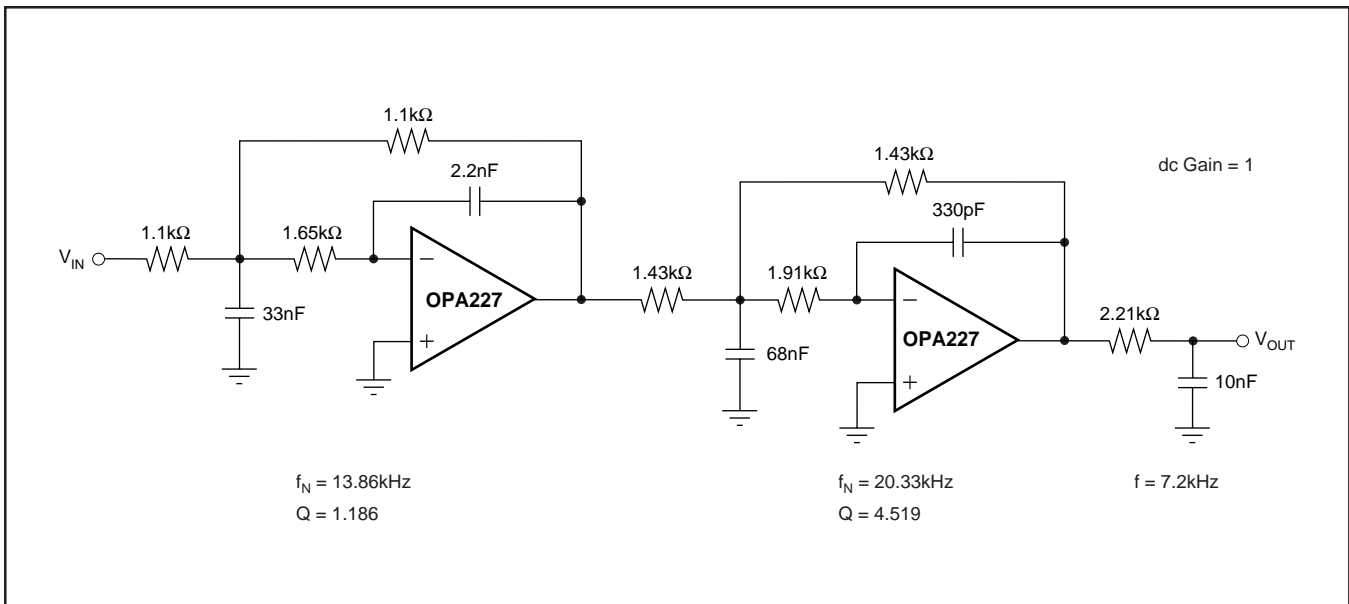 1.1kΩ
2.2nF
1.43kΩ
dc Gain = 1
330pF
V_IN
1.1kΩ
1.65kΩ
−
OPA227
+
33nF
1.43kΩ
1.91kΩ
−
OPA227
+
68nF
2.21kΩ
V_OUT
10nF
f_N = 13.86kHz
Q = 1.186
f_N = 20.33kHz
Q = 4.519
f = 7.2kHz